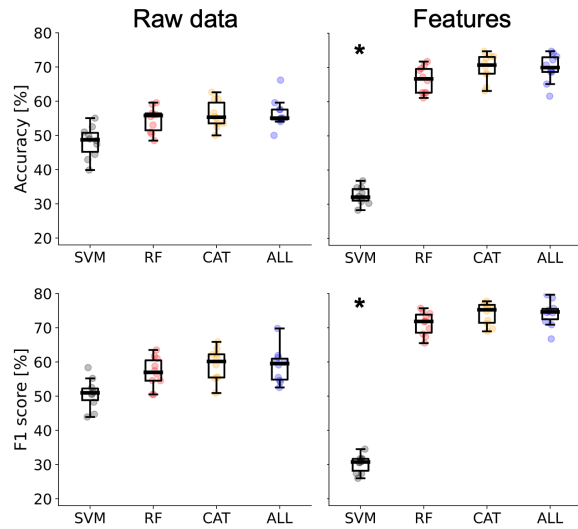 Raw data
Features
Accuracy [%]
80
70
60
50
40
30
20
SVM RF CAT ALL
*
SVM RF CAT ALL
F1 score [%]
80
70
60
50
40
30
20
SVM RF CAT ALL
*
SVM RF CAT ALL